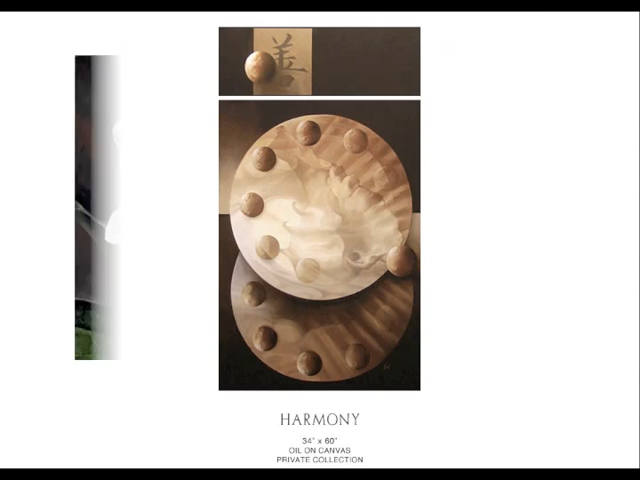 善
HARMONY
34" x 60"
OIL ON CANVAS
PRIVATE COLLECTION